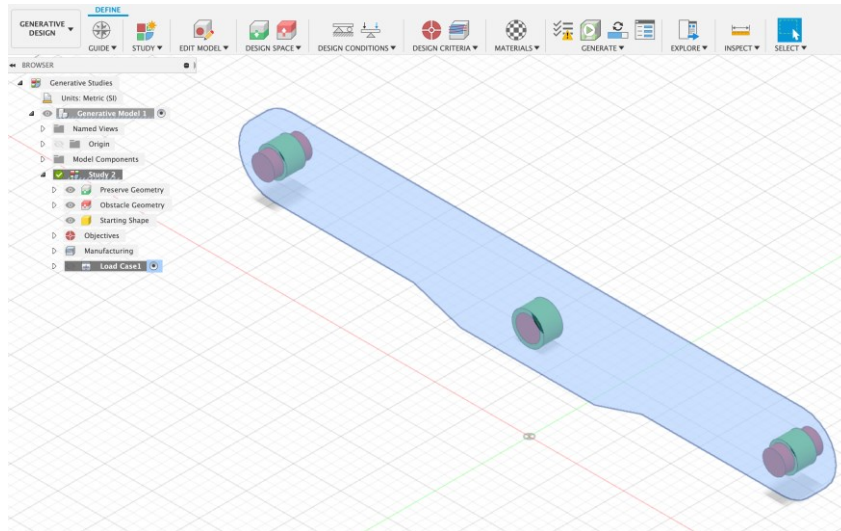 DEFINE
GENERATIVE DESIGN
GUIDE
STUDY
EDIT MODEL
DESIGN SPACE
DESIGN CONDITIONS
DESIGN CRITERIA
MATERIALS
GENERATE
EXPLORE
INSPECT
SELECT
BROWSER
Generative Studies
Units: Metric (SI)
Generative Model 1
Named Views
Origin
Model Components
Study 2
Preserve Geometry
Obstacle Geometry
Starting Shape
Objectives
Manufacturing
Load Case1